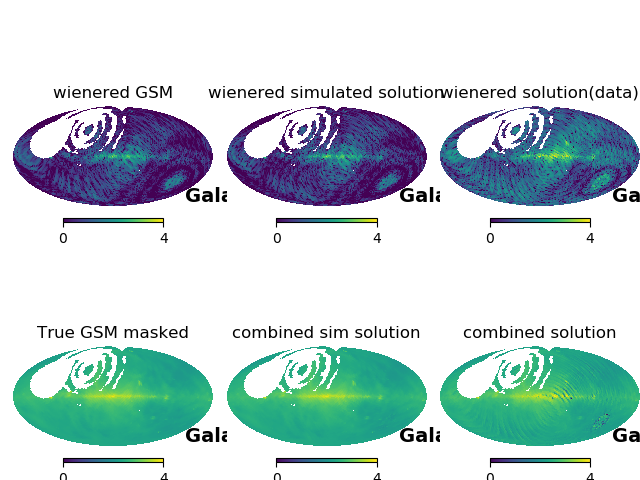 wienered GSM
wienered simulated solution
wienered solution(data)
Gala
Gala
Ga
0 4
0 4
0 4
True GSM masked
combined sim solution
combined solution
Gala
Gala
Ga
0 4
0 4
0 4